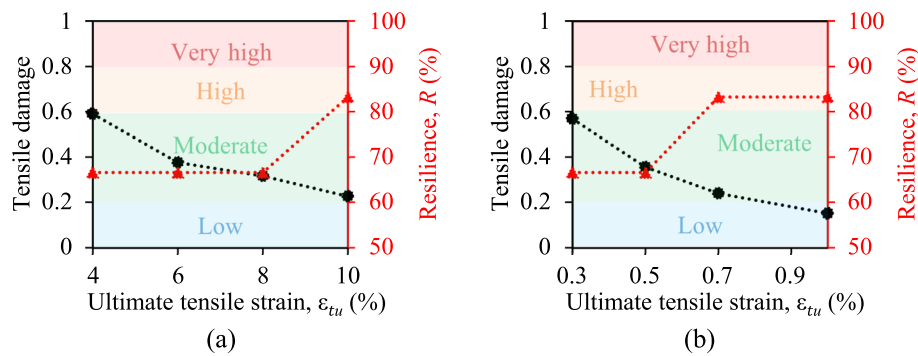 1
0.8
0.6
0.4
0.2
0
Tensile damage
Very high
High
Moderate
Low
100
90
80
70
60
50
Resilience, R (%)
4 6 8 10
Ultimate tensile strain, εtu (%)
(a)
1
0.8
0.6
0.4
0.2
0
Tensile damage
Very high
High
Moderate
Low
100
90
80
70
60
50
Resilience, R (%)
0.3 0.5 0.7 0.9
Ultimate tensile strain, εtu (%)
(b)